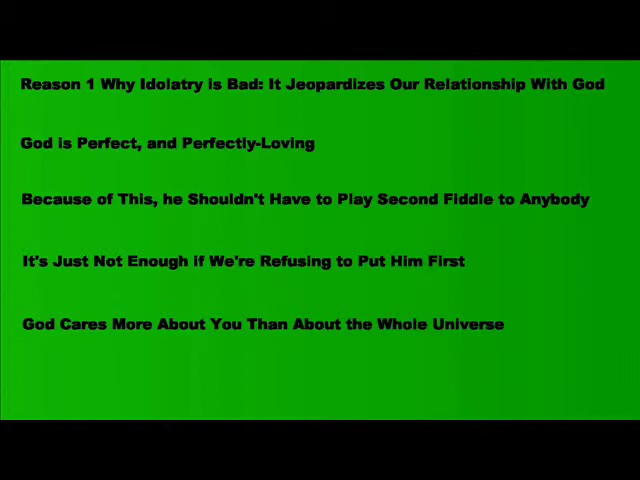 Reason 1 Why Idolatry is Bad: It Jeopardizes Our Relationship With God
God is Perfect, and Perfectly-Loving
Because of This, he Shouldn't Have to Play Second Fiddle to Anybody
It's Just Not Enough if We're Refusing to Put Him First
God Cares More About You Than About the Whole Universe